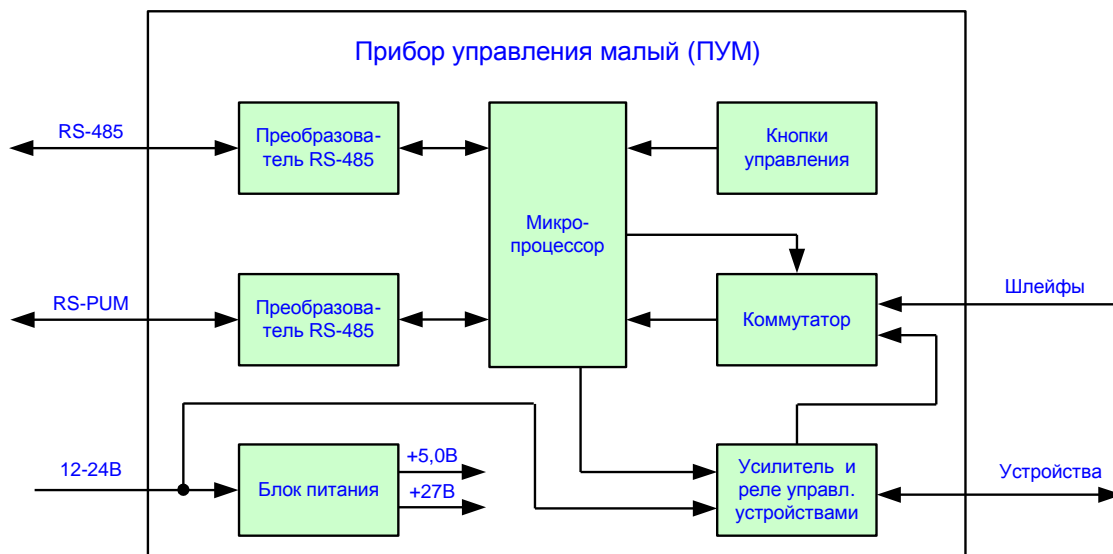 Прибор управления малый (ПУМ)
RS-485
Преобразова-
тель RS-485
Кнопки
управления
Микро-
процессор
RS-PUM
Преобразова-
тель RS-485
Коммутатор
Шлейфы
12-24В
Блок питания
+5,0В
+27В
Усилитель и
реле управл.
устройствами
Устройства